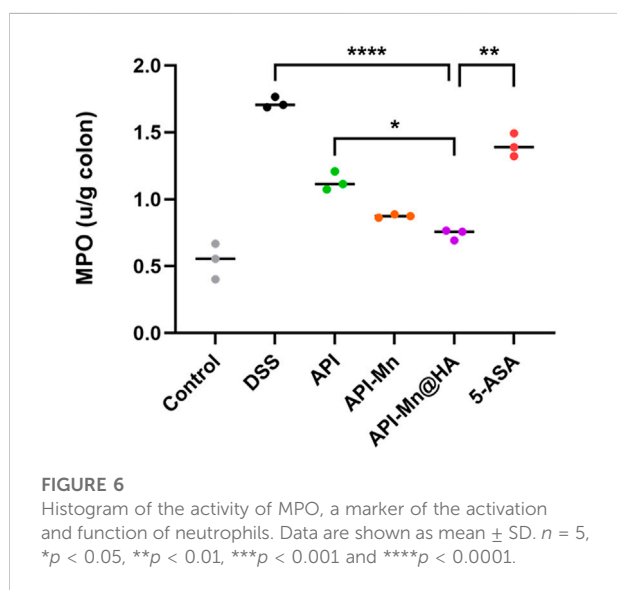 **** **
*
2.0
1.5
1.0
0.5
0.0
MPO (u/g colon)
Control DSS API API-Mn API-Mn@HA 5-ASA
FIGURE 6
Histogram of the activity of MPO, a marker of the activation
and function of neutrophils. Data are shown as mean ± SD. n = 5,
*p < 0.05, **p < 0.01, ***p < 0.001 and ****p < 0.0001.